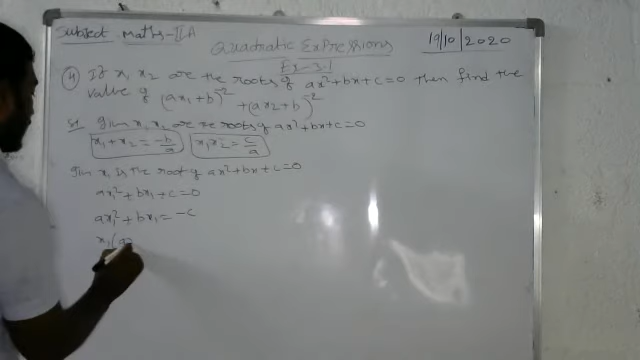 Subject Maths-IIA
Quadratic Expressions
19/10/2020
Ex-3.1
4) If x₁, x₂ are the roots of ax²+bx+c=0 then find the
value of (ax₁+b)⁻² + (ax₂+b)⁻²
Sol Given x₁, x₂ are the roots of ax²+bx+c=0
x₁+x₂ = -b/a x₁x₂ = c/a
Given x₁ is the root of ax²+bx+c=0
ax₁²+bx₁+c=0
ax₁²+bx₁=-c
x₁(a